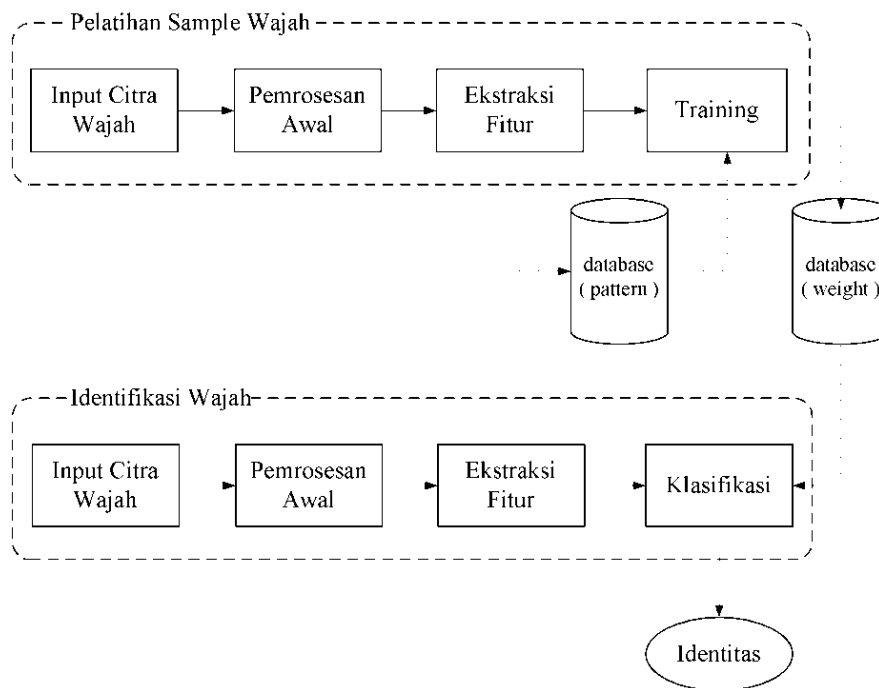 Pelatihan Sample Wajah
Input Citra
Wajah
Pemrosesan
Awal
Ekstraksi
Fitur
Training
database
( pattern )
database
( weight )
Identifikasi Wajah
Input Citra
Wajah
Pemrosesan
Awal
Ekstraksi
Fitur
Klasifikasi
Identitas